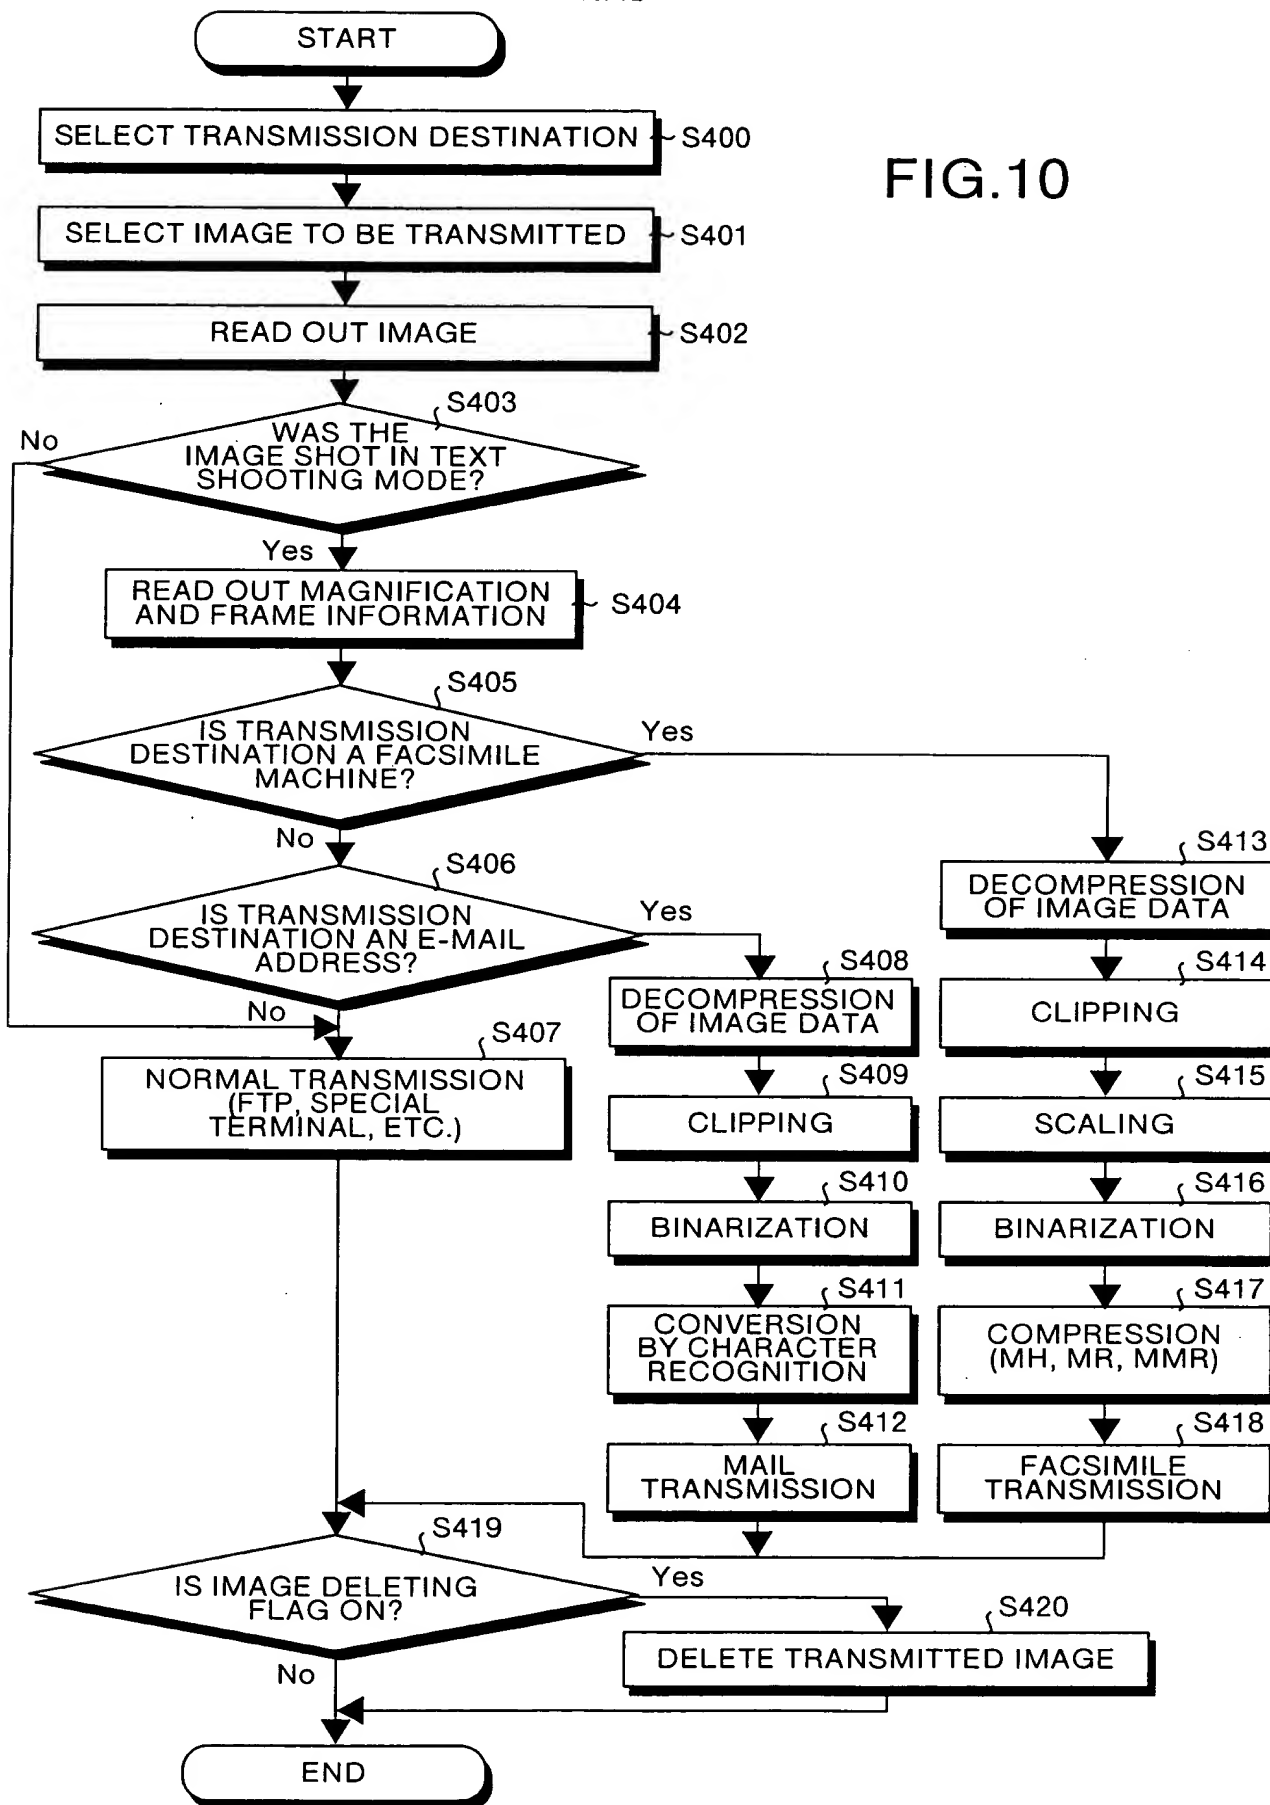 START
SELECT TRANSMISSION DESTINATION
S400
FIG.10
SELECT IMAGE TO BE TRANSMITTED
S401
READ OUT IMAGE
S402
S403
No
WAS THE
IMAGE SHOT IN TEXT
SHOOTING MODE?
Yes
READ OUT MAGNIFICATION
AND FRAME INFORMATION
S404
S405
IS TRANSMISSION
DESTINATION A FACSIMILE
MACHINE?
Yes
No
S406
IS TRANSMISSION
DESTINATION AN E-MAIL
ADDRESS?
Yes
No
S407
NORMAL TRANSMISSION
(FTP, SPECIAL
TERMINAL, ETC.)
S408
DECOMPRESSION
OF IMAGE DATA
S409
CLIPPING
S410
BINARIZATION
S411
CONVERSION
BY CHARACTER
RECOGNITION
S412
MAIL
TRANSMISSION
S413
DECOMPRESSION
OF IMAGE DATA
S414
CLIPPING
S415
SCALING
S416
BINARIZATION
S417
COMPRESSION
(MH, MR, MMR)
S418
FACSIMILE
TRANSMISSION
S419
IS IMAGE DELETING
FLAG ON?
Yes
S420
DELETE TRANSMITTED IMAGE
No
END